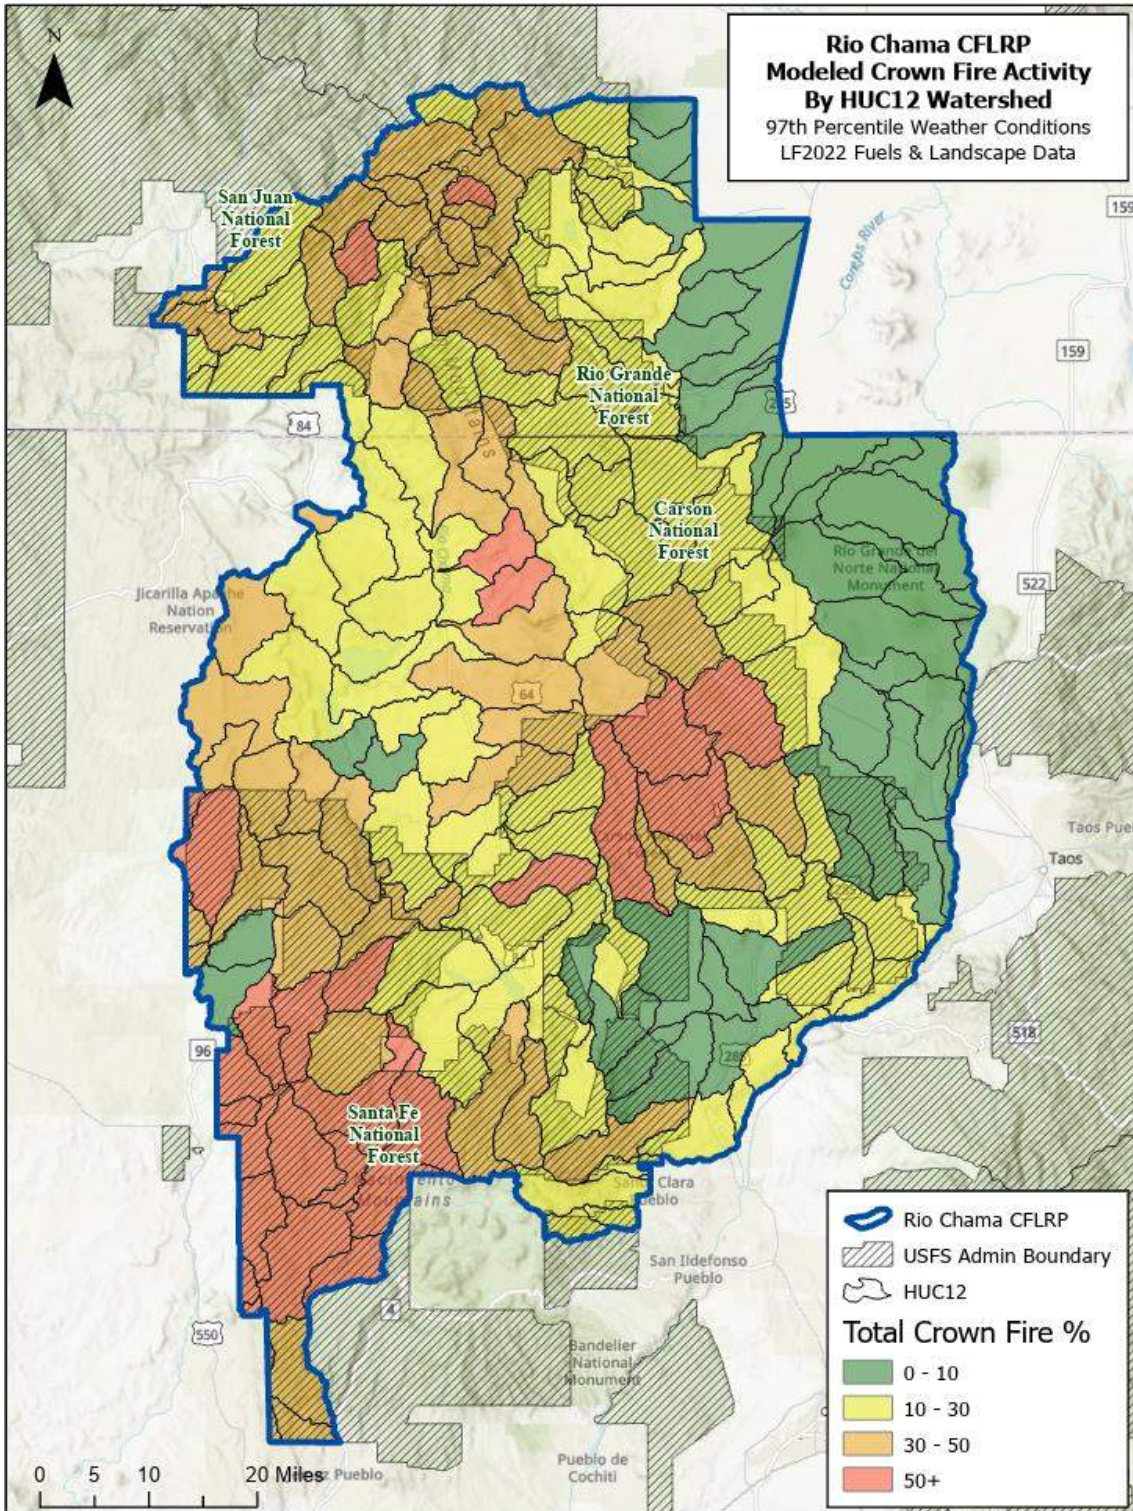 Rio Chama CFLRP
Modeled Crown Fire Activity
By HUC12 Watershed
97th Percentile Weather Conditions
LF2022 Fuels & Landscape Data
N
San Juan
National
Forest
159
159
Rio Grande
National
Forest
285
84
Carson
National
Forest
Rio Grande del
Norte National
Monument
522
Jicarilla Apache
Nation
Reservation
64
Taos
518
96
285
Santa Fe
National
Forest
Santa Clara
Pueblo
San Ildefonso
Pueblo
4
550
Bandelier
National
Monument
Pueblo de
Cochiti
0 5 10 20 Miles
Pueblo
Rio Chama CFLRP
USFS Admin Boundary
HUC12
Total Crown Fire %
0 - 10
10 - 30
30 - 50
50+